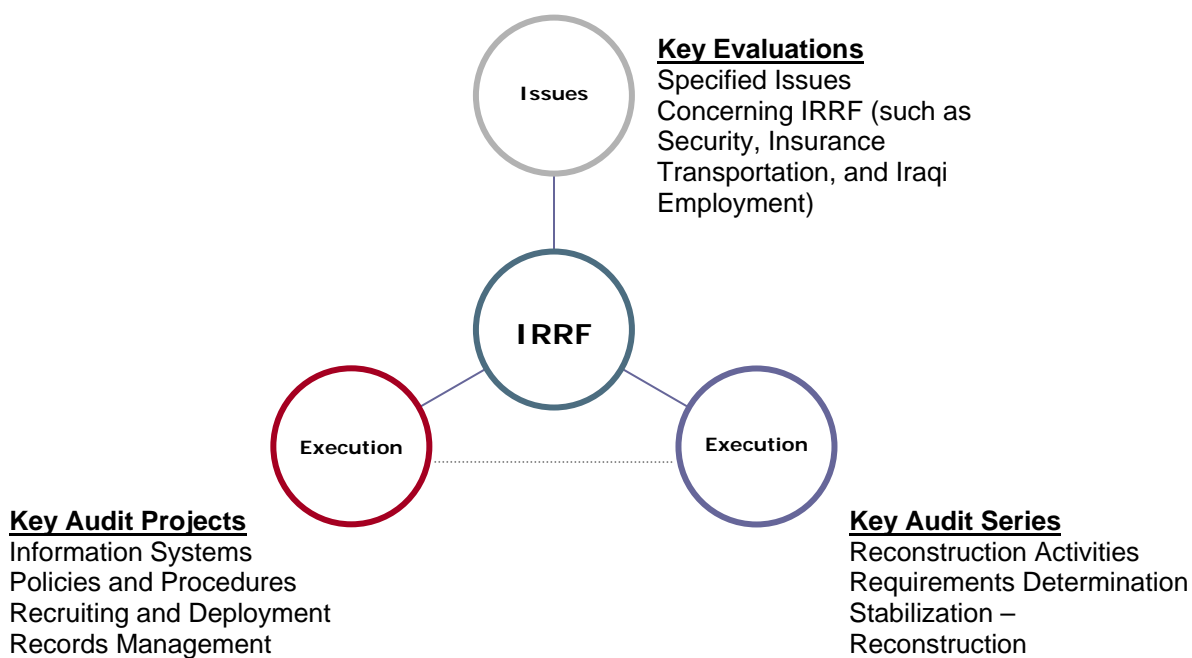 Issues
Key Evaluations
Specified Issues
Concerning IRRF (such as
Security, Insurance
Transportation, and Iraqi
Employment)
IRRF
Execution
Execution
Key Audit Projects
Information Systems
Policies and Procedures
Recruiting and Deployment
Records Management
Key Audit Series
Reconstruction Activities
Requirements Determination
Stabilization –
Reconstruction